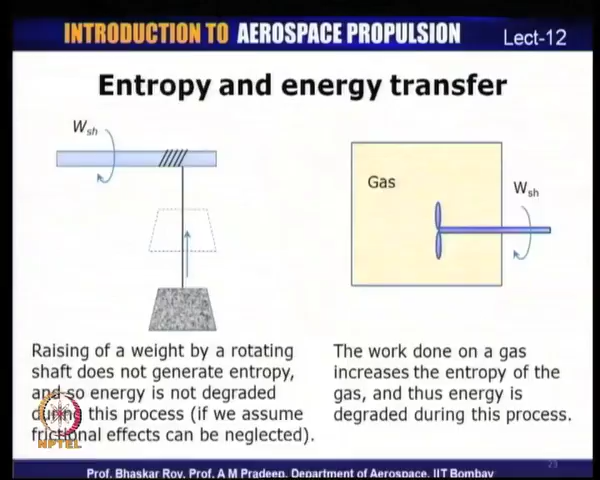 INTRODUCTION TO AEROSPACE PROPULSION
Lect-12
Entropy and energy transfer
Wsh
Gas
Wsh
Raising of a weight by a rotating
shaft does not generate entropy,
and so energy is not degraded
during this process (if we assume
frictional effects can be neglected).
The work done on a gas
increases the entropy of the
gas, and thus energy is
degraded during this process.
NPTEL
23
Prof. Bhaskar Roy, Prof. A M Pradeep, Department of Aerospace, IIT Bombay